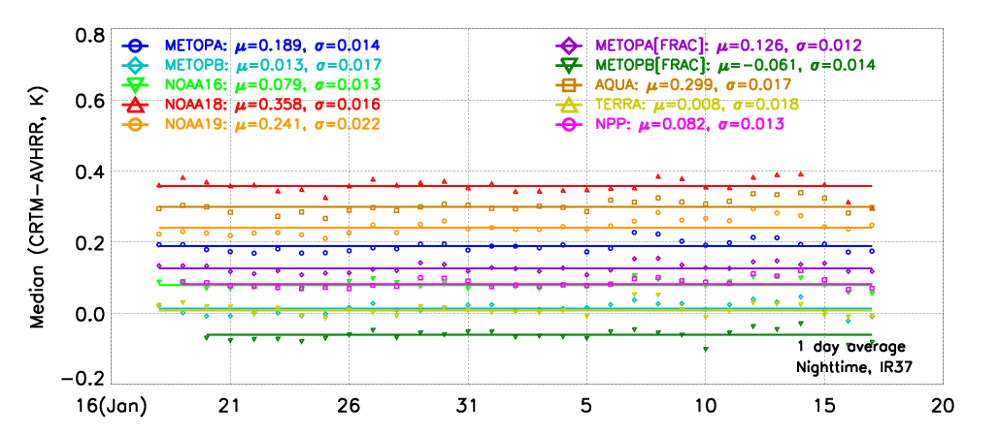 0.8
0.6
0.4
0.2
0.0
−0.2
Median (CRTM−AVHRR, K)
METOPA: μ=0.189, σ=0.014
METOPB: μ=0.013, σ=0.017
NOAA16: μ=0.079, σ=0.013
NOAA18: μ=0.358, σ=0.016
NOAA19: μ=0.241, σ=0.022
METOPA[FRAC]: μ=0.126, σ=0.012
METOPB[FRAC]: μ=−0.061, σ=0.014
AQUA: μ=0.299, σ=0.017
TERRA: μ=0.008, σ=0.018
NPP: μ=0.082, σ=0.013
1 day average
Nighttime, IR37
16(Jan) 21 26 31 5 10 15 20